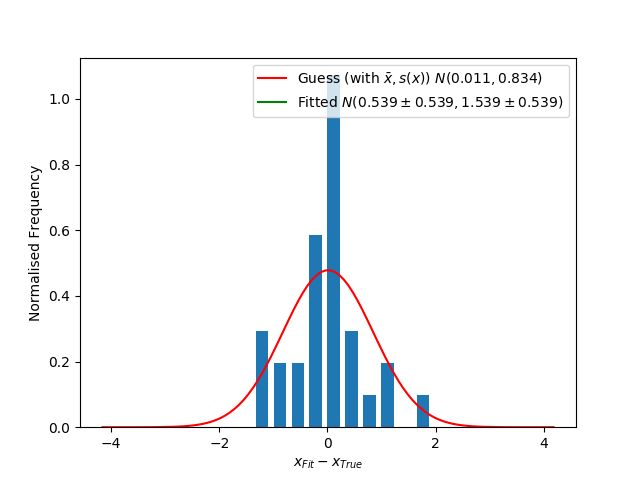 Guess (with x̄, s(x)) N(0.011, 0.834)
Fitted N(0.539 ± 0.539, 1.539 ± 0.539)
1.0
0.8
0.6
0.4
0.2
0.0
Normalised Frequency
−4 −2 0 2 4
x_Fit − x_True